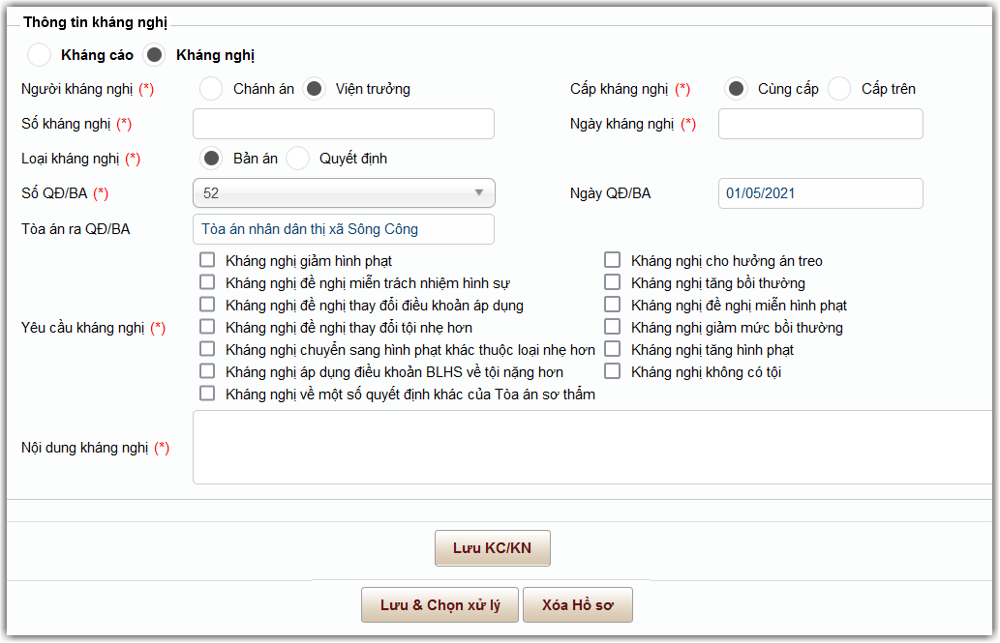 Thông tin kháng nghị
Kháng cáo Kháng nghị
Người kháng nghị (*) Chánh án Viện trưởng Cấp kháng nghị (*) Cùng cấp Cấp trên
Số kháng nghị (*) Ngày kháng nghị (*)
Loại kháng nghị (*) Bản án Quyết định
Số QĐ/BA (*) 52 Ngày QĐ/BA 01/05/2021
Tòa án ra QĐ/BA Tòa án nhân dân thị xã Sông Công
Kháng nghị giảm hình phạt Kháng nghị cho hưởng án treo
Kháng nghị đề nghị miễn trách nhiệm hình sự Kháng nghị tăng bồi thường
Kháng nghị đề nghị thay đổi điều khoản áp dụng Kháng nghị đề nghị miễn hình phạt
Yêu cầu kháng nghị (*) Kháng nghị đề nghị thay đổi tội nhẹ hơn Kháng nghị giảm mức bồi thường
Kháng nghị chuyển sang hình phạt khác thuộc loại nhẹ hơn Kháng nghị tăng hình phạt
Kháng nghị áp dụng điều khoản BLHS về tội nặng hơn Kháng nghị không có tội
Kháng nghị về một số quyết định khác của Tòa án sơ thẩm
Nội dung kháng nghị (*)
Lưu KC/KN
Lưu & Chọn xử lý Xóa Hồ sơ